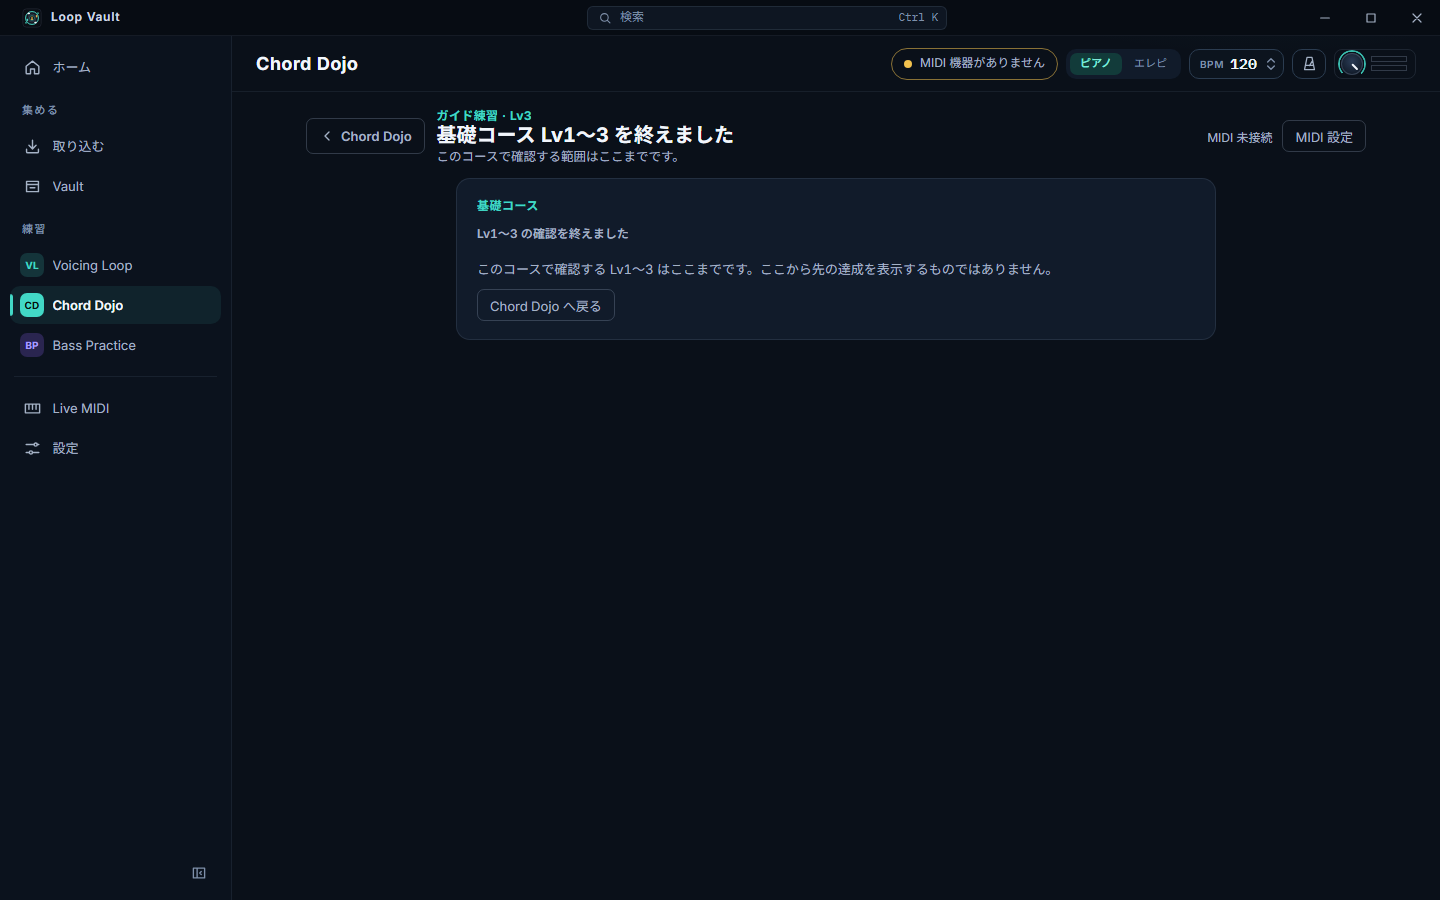 Loop Vault
検索
Ctrl K
ホーム
集める
取り込む
Vault
練習
VL Voicing Loop
CD Chord Dojo
BP Bass Practice
Live MIDI
設定
Chord Dojo
MIDI 機器がありません
ピアノ
エレピ
BPM 120
Chord Dojo
ガイド練習 · Lv3
基礎コース Lv1〜3 を終えました
このコースで確認する範囲はここまでです。
MIDI 未接続
MIDI 設定
基礎コース
Lv1〜3 の確認を終えました
このコースで確認する Lv1〜3 はここまでです。ここから先の達成を表示するものではありません。
Chord Dojo へ戻る